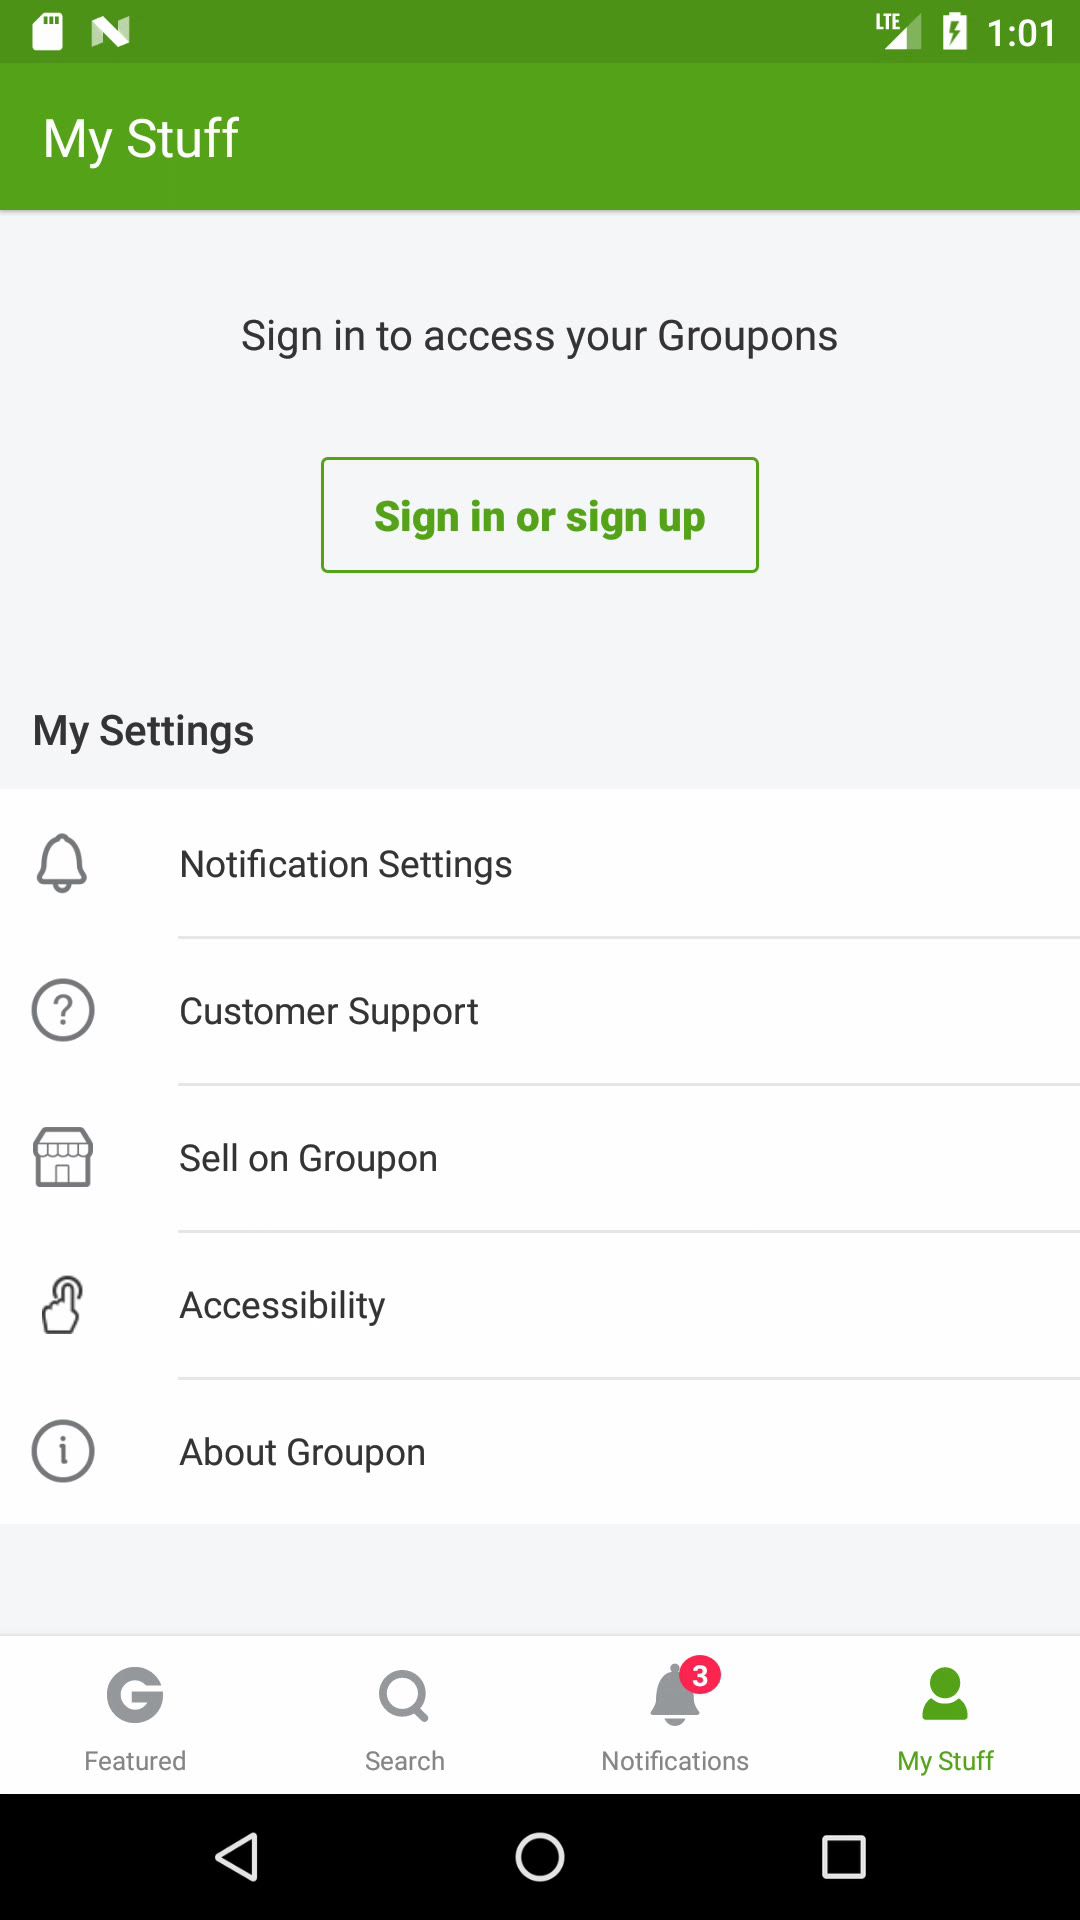 LTE 1:01
My Stuff
Sign in to access your Groupons
Sign in or sign up
My Settings
Notification Settings
? Customer Support
Sell on Groupon
Accessibility
i About Groupon
G
3
Featured Search Notifications My Stuff